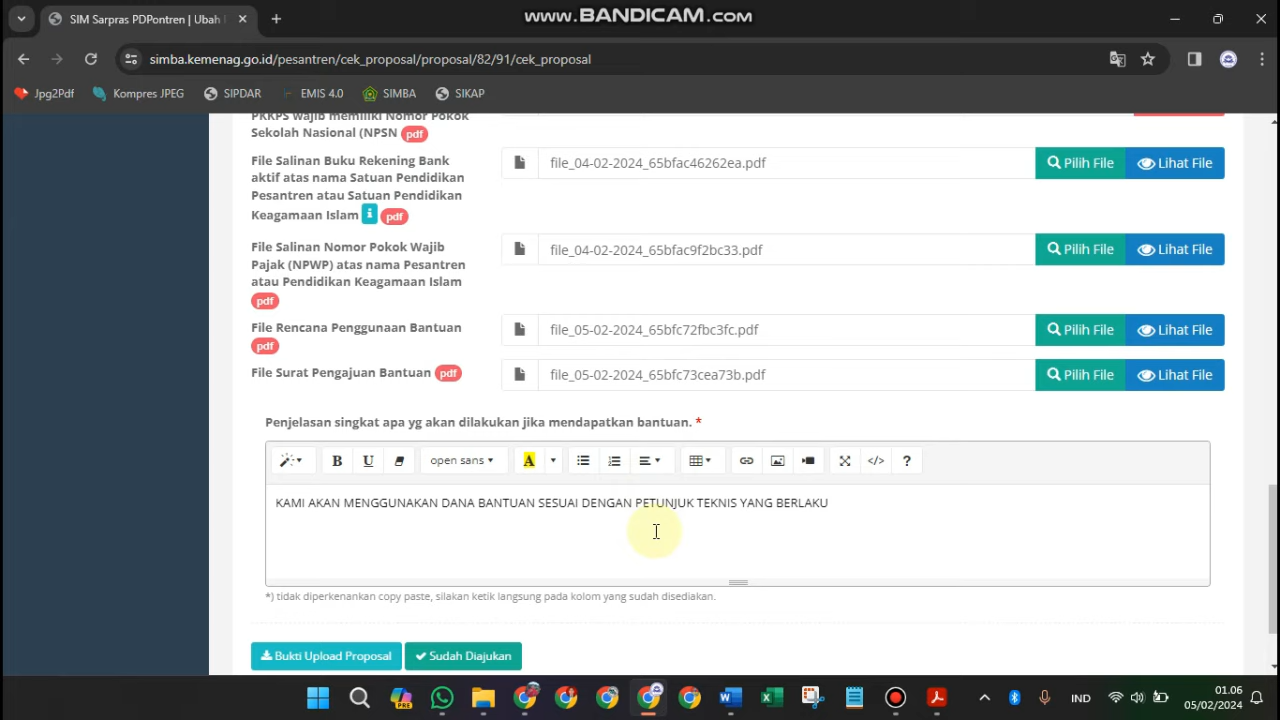 www.BANDICAM.com
SIM Sarpras PDPontren | Ubah
simba.kemenag.go.id/pesantren/cek_proposal/proposal/82/91/cek_proposal
Jpg2Pdf Kompres JPEG SIPDAR EMIS 4.0 SIMBA SIKAP
PKKPS wajib memiliki Nomor Pokok
Sekolah Nasional (NPSN pdf
File Salinan Buku Rekening Bank
aktif atas nama Satuan Pendidikan
Pesantren atau Satuan Pendidikan
Keagamaan Islam i pdf
file_04-02-2024_65bfac46262ea.pdf Pilih File Lihat File
File Salinan Nomor Pokok Wajib
Pajak (NPWP) atas nama Pesantren
atau Pendidikan Keagamaan Islam
pdf
file_04-02-2024_65bfac9f2bc33.pdf Pilih File Lihat File
File Rencana Penggunaan Bantuan
pdf
file_05-02-2024_65bfc72fbc3fc.pdf Pilih File Lihat File
File Surat Pengajuan Bantuan pdf
file_05-02-2024_65bfc73cea73b.pdf Pilih File Lihat File
Penjelasan singkat apa yg akan dilakukan jika mendapatkan bantuan. *
B U open sans A </> ?
KAMI AKAN MENGGUNAKAN DANA BANTUAN SESUAI DENGAN PETUNJUK TEKNIS YANG BERLAKU
*) tidak diperkenankan copy paste, silakan ketik langsung pada kolom yang sudah disediakan.
Bukti Upload Proposal Sudah Diajukan
PRE
IND
01.06
05/02/2024